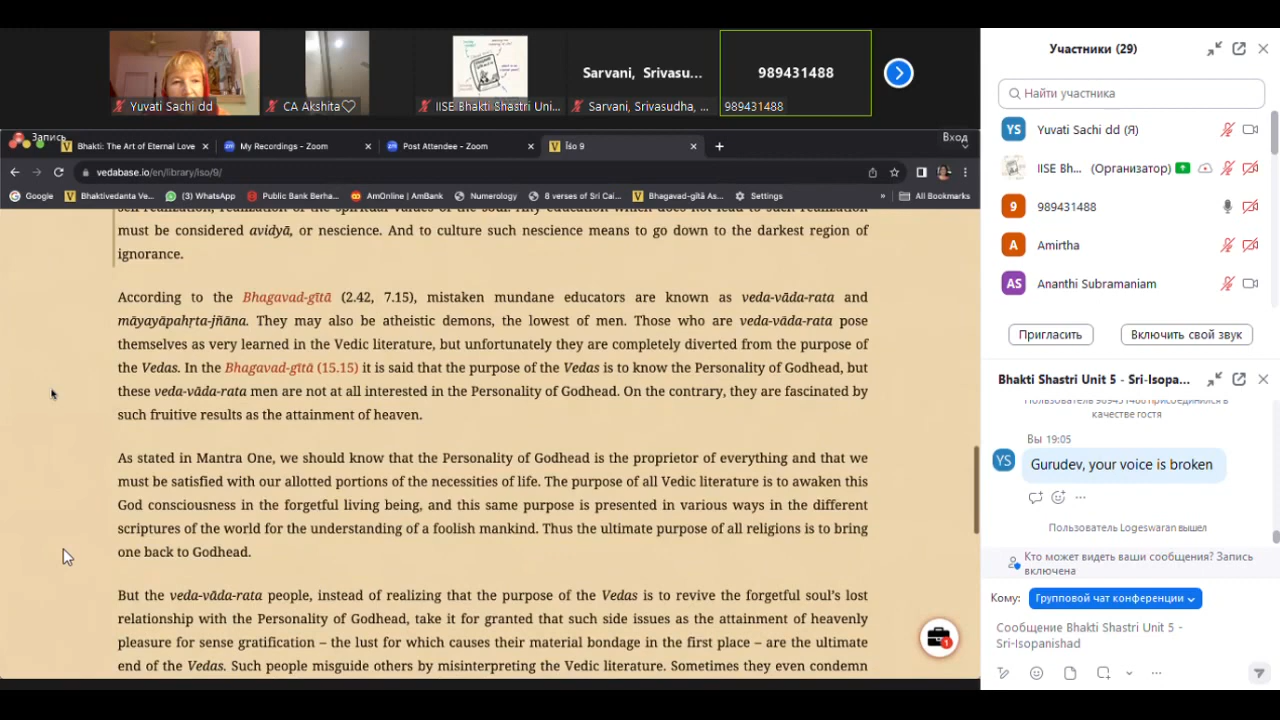 Sarvani, Srivasu...
989431488
Yuvati Sachi dd
CA Akshita♡
IISE Bhakti Shastri Uni...
Sarvani, Srivasudha, ...
989431488
Запись
Вход
Bhakti: The Art of Eternal Love
My Recordings - Zoom
Post Attendee - Zoom
Īśo 9
vedabase.io/en/library/iso/9/
Google
Bhaktivedanta Ve...
(3) WhatsApp
Public Bank Berha...
AmOnline | AmBank
Numerology
8 verses of Sri Cai...
Bhagavad-gītā As...
Settings
»
All Bookmarks
must be considered avidyā, or nescience. And to culture such nescience means to go down to the darkest region of
ignorance.
According to the Bhagavad-gītā (2.42, 7.15), mistaken mundane educators are known as veda-vāda-rata and
māyayāpahṛta-jñāna. They may also be atheistic demons, the lowest of men. Those who are veda-vāda-rata pose
themselves as very learned in the Vedic literature, but unfortunately they are completely diverted from the purpose of
the Vedas. In the Bhagavad-gītā (15.15) it is said that the purpose of the Vedas is to know the Personality of Godhead, but
these veda-vāda-rata men are not at all interested in the Personality of Godhead. On the contrary, they are fascinated by
such fruitive results as the attainment of heaven.
As stated in Mantra One, we should know that the Personality of Godhead is the proprietor of everything and that we
must be satisfied with our allotted portions of the necessities of life. The purpose of all Vedic literature is to awaken this
God consciousness in the forgetful living being, and this same purpose is presented in various ways in the different
scriptures of the world for the understanding of a foolish mankind. Thus the ultimate purpose of all religions is to bring
one back to Godhead.
But the veda-vāda-rata people, instead of realizing that the purpose of the Vedas is to revive the forgetful soul's lost
relationship with the Personality of Godhead, take it for granted that such side issues as the attainment of heavenly
pleasure for sense gratification – the lust for which causes their material bondage in the first place – are the ultimate
end of the Vedas. Such people misguide others by misinterpreting the Vedic literature. Sometimes they even condemn
1
Участники (29)
Найти участника
YS Yuvati Sachi dd (Я)
IISE Bh... (Организатор)
9 989431488
A Amirtha
AS Ananthi Subramaniam
Пригласить
Включить свой звук
Bhakti Shastri Unit 5 - Sri-Isopa...
качестве гостя
Вы 19:05
YS Gurudev, your voice is broken
Пользователь Logeswaran вышел
Кто может видеть ваши сообщения? Запись
включена
Кому: Групповой чат конференции
Сообщение Bhakti Shastri Unit 5 -
Sri-Isopanishad